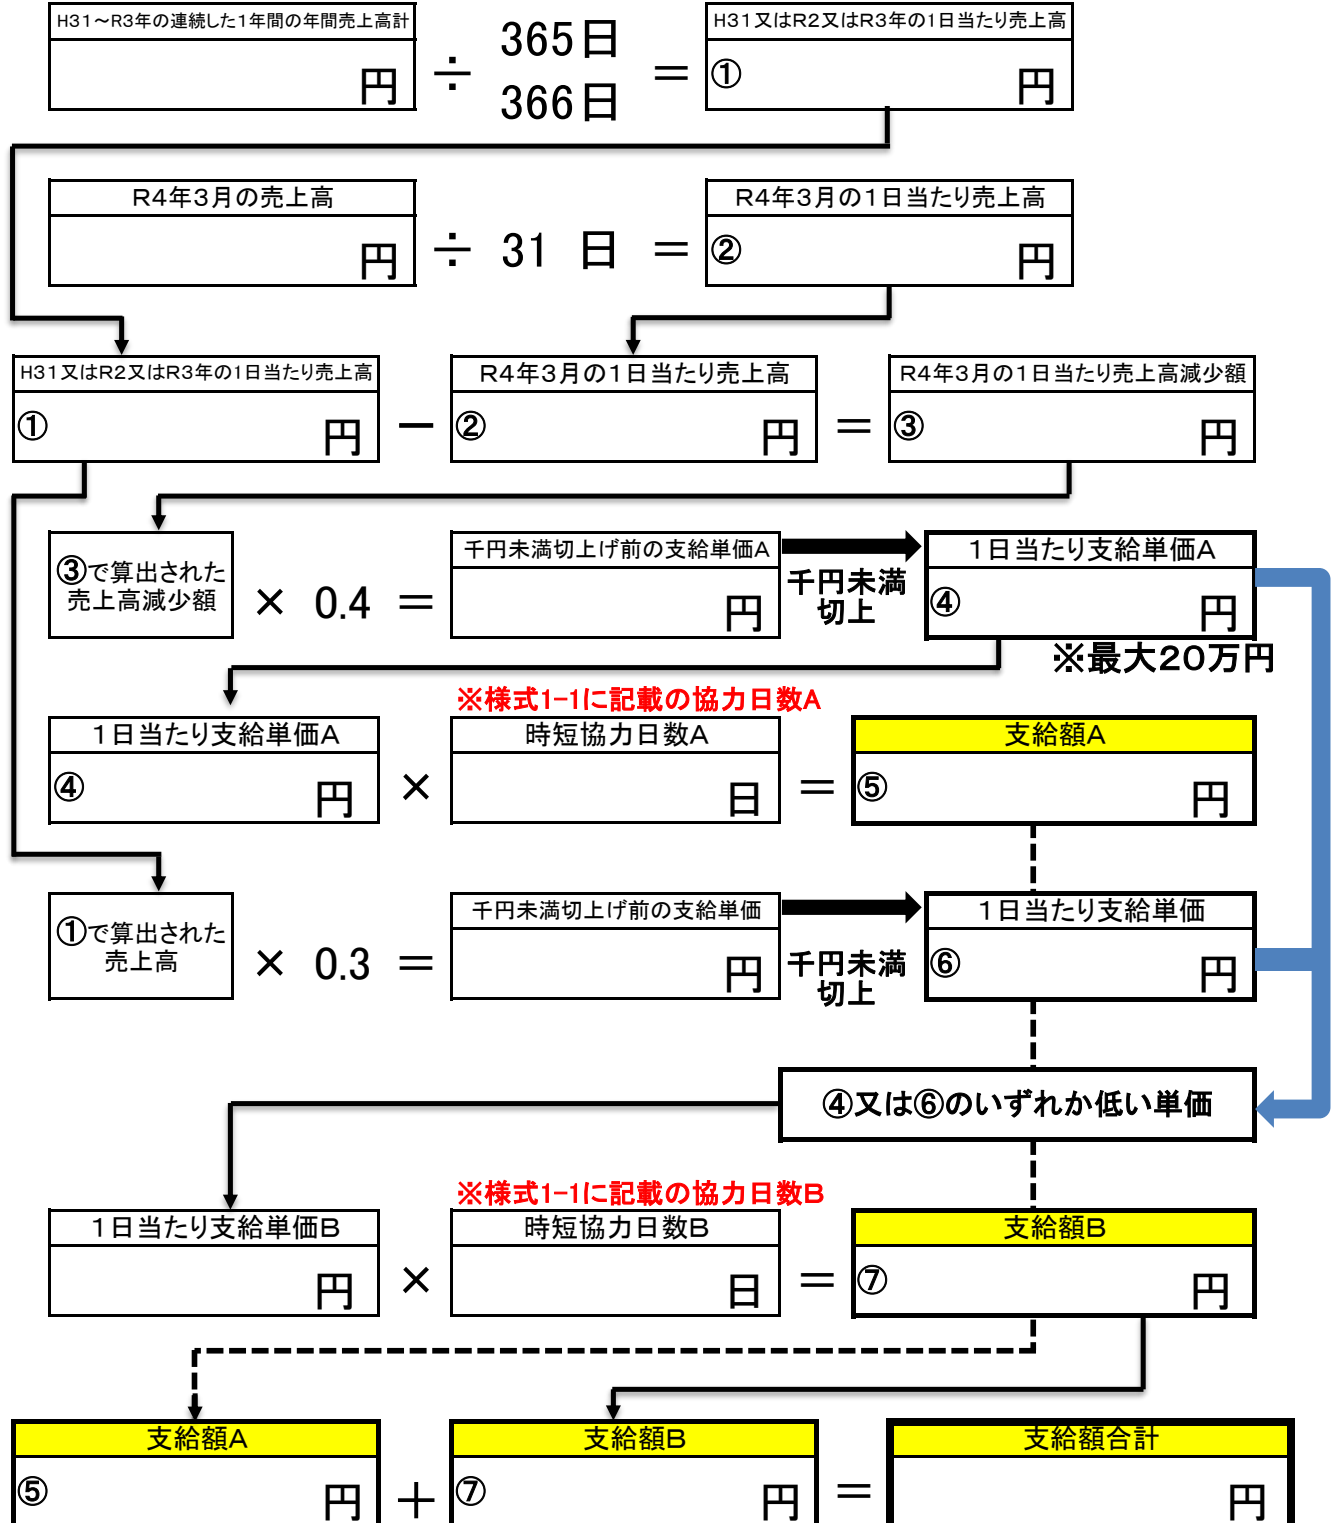 H31～R3年の連続した1年間の年間売上高計
円
÷
365日
366日
＝
H31又はR2又はR3年の1日当たり売上高
① 円
R4年3月の売上高
円
÷ 31 日 ＝
R4年3月の1日当たり売上高
② 円
H31又はR2又はR3年の1日当たり売上高
① 円
－
R4年3月の1日当たり売上高
② 円
＝
R4年3月の1日当たり売上高減少額
③ 円
③で算出された
売上高減少額
× 0.4 ＝
千円未満切上げ前の支給単価A
円
千円未満
切上
1日当たり支給単価A
④ 円
※最大20万円
※様式1-1に記載の協力日数A
1日当たり支給単価A
④ 円
×
時短協力日数A
日
＝
支給額A
⑤ 円
①で算出された
売上高
× 0.3 ＝
千円未満切上げ前の支給単価
円
千円未満
切上
1日当たり支給単価
⑥ 円
④又は⑥のいずれか低い単価
※様式1-1に記載の協力日数B
1日当たり支給単価B
円
×
時短協力日数B
日
＝
支給額B
⑦ 円
支給額A
⑤ 円
＋
支給額B
⑦ 円
＝
支給額合計
円